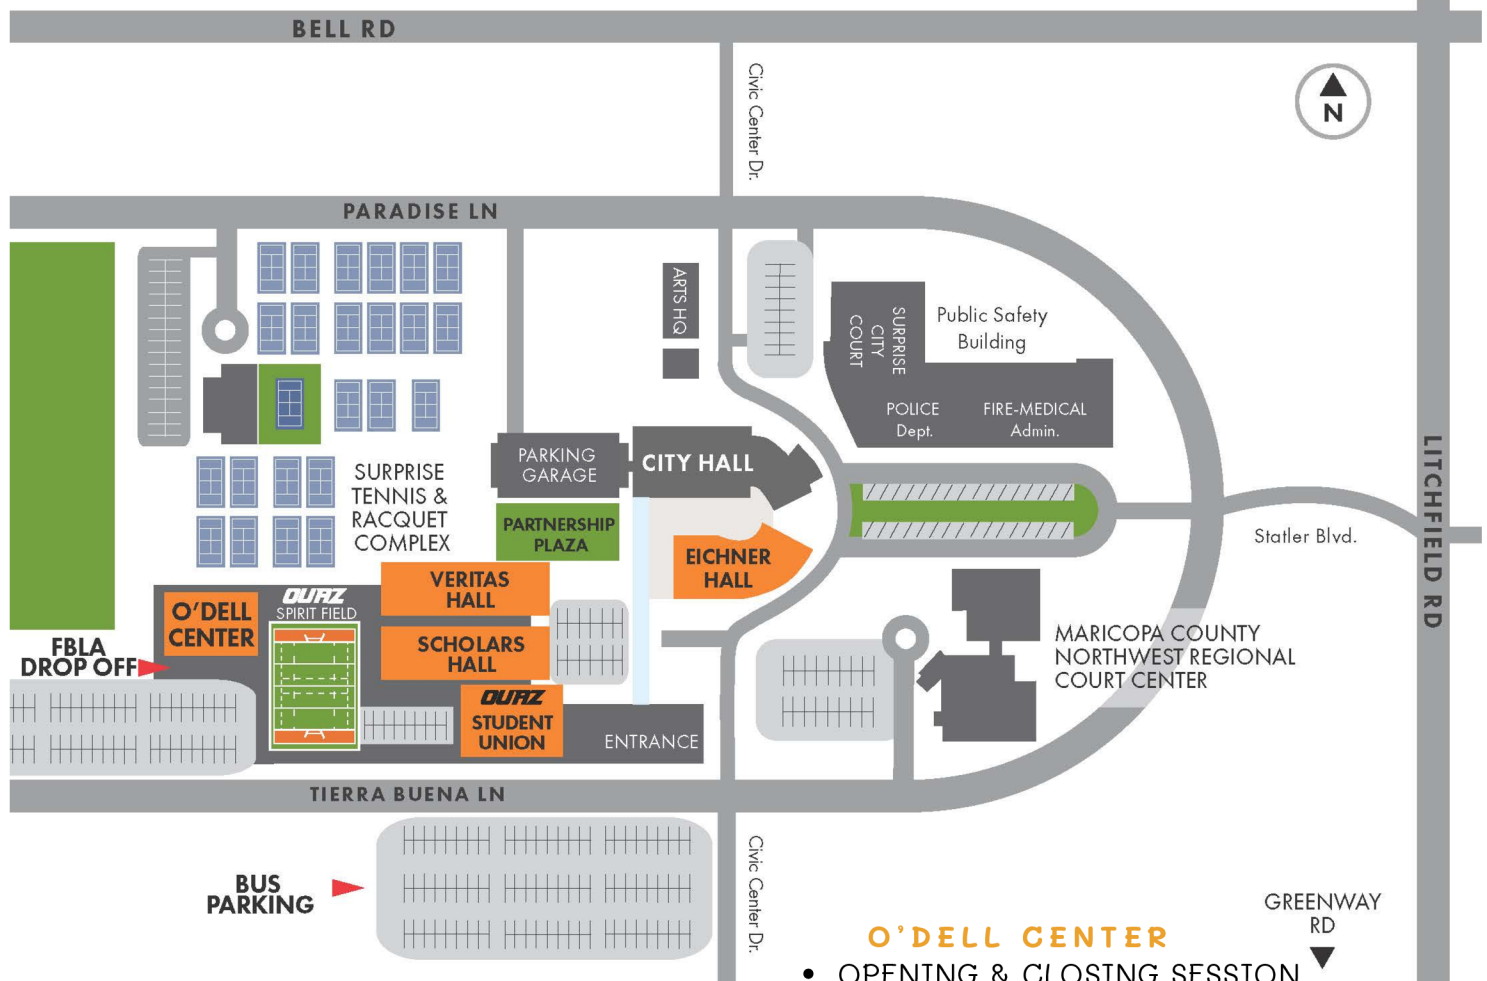 BELL RD
Civic Center Dr.
N
PARADISE LN
ARTS HQ
SURPRISE
CITY
COURT
Public Safety
Building
POLICE
Dept.
FIRE-MEDICAL
Admin.
PARKING
GARAGE
CITY HALL
SURPRISE
TENNIS &
RACQUET
COMPLEX
PARTNERSHIP
PLAZA
EICHNER
HALL
Statler Blvd.
LITCHFIELD RD
VERITAS
HALL
O'DELL
CENTER
OUAZ
SPIRIT FIELD
SCHOLARS
HALL
FBLA
DROP OFF
MARICOPA COUNTY
NORTHWEST REGIONAL
COURT CENTER
OUAZ
STUDENT
UNION
ENTRANCE
TIERRA BUENA LN
BUS
PARKING
Civic Center Dr.
GREENWAY
RD
O'DELL CENTER
• OPENING & CLOSING SESSION